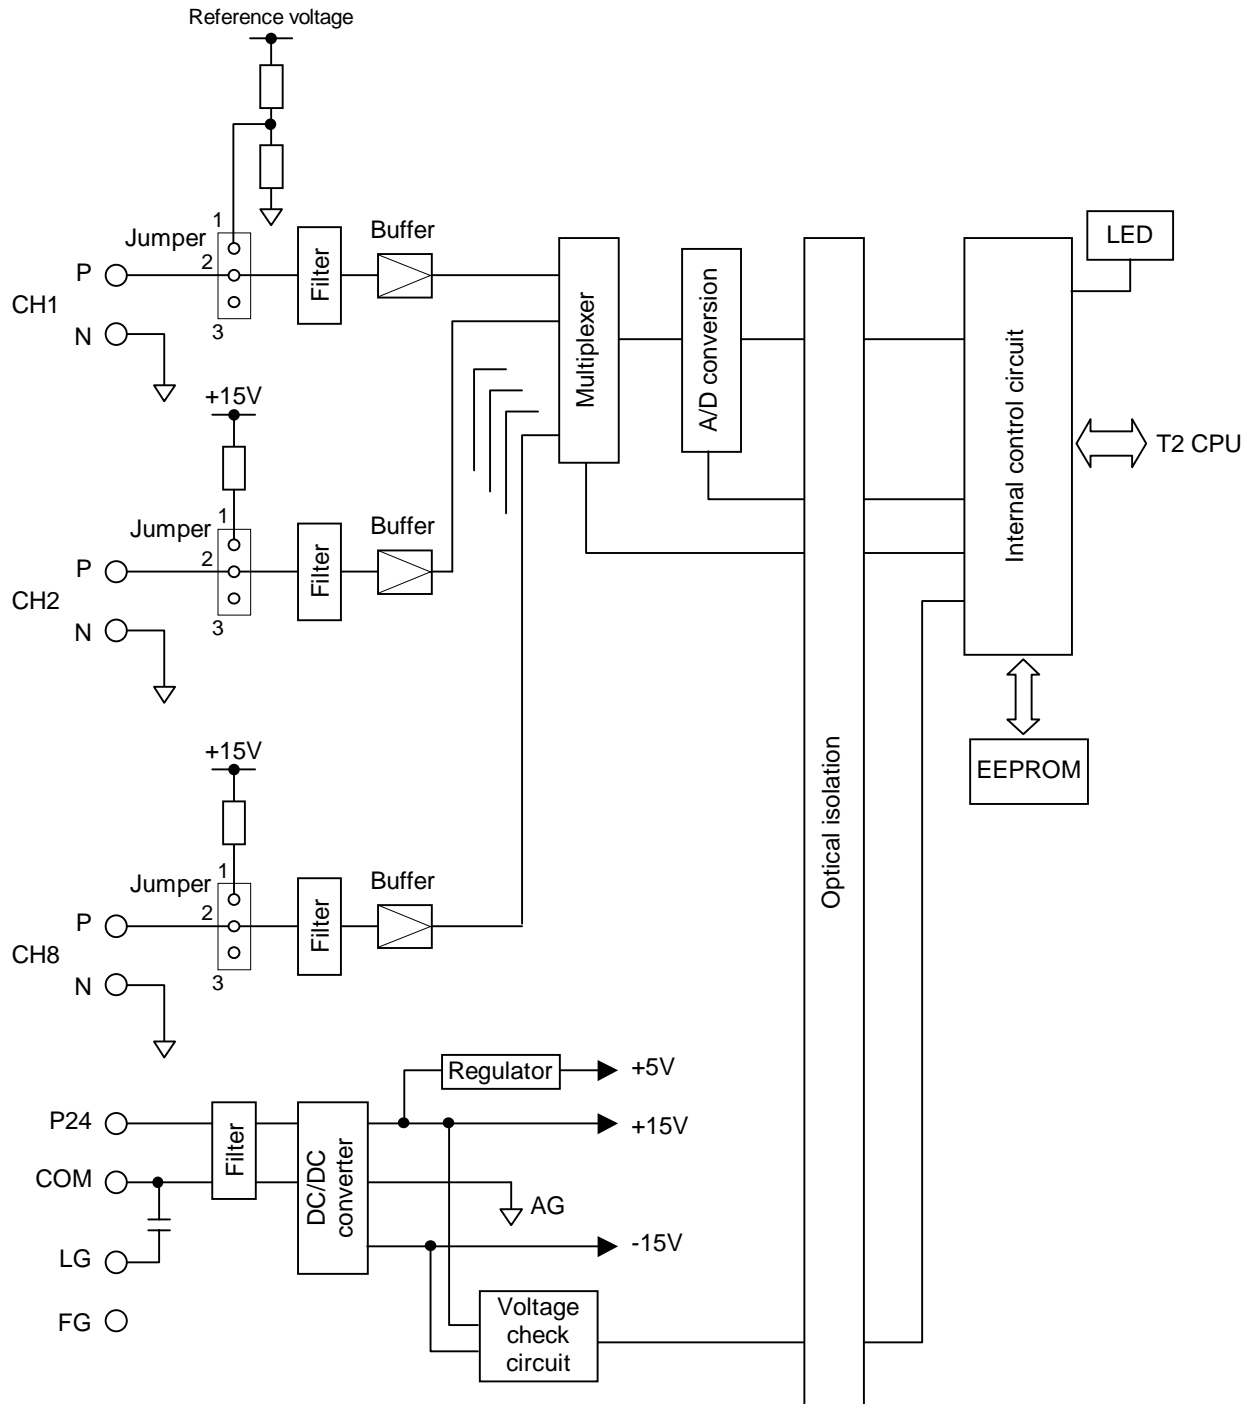 Reference voltage
1
Jumper
2
3
P
CH1
N
Filter
Buffer
Multiplexer
A/D conversion
Optical isolation
Internal control circuit
LED
T2 CPU
EEPROM
+15V
1
Jumper
2
3
P
CH2
N
Filter
Buffer
+15V
1
Jumper
2
3
P
CH8
N
Filter
Buffer
P24
COM
LG
FG
Filter
DC/DC
converter
Regulator
+5V
+15V
AG
-15V
Voltage
check
circuit